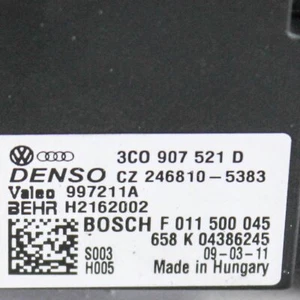 3C0 907 521 D
DENSO CZ 246810-5383
Valeo 997211A
BEHR H2162002
BOSCH F 011 500 045
658 K 04386245
S003 09-03-11
H005 Made in Hungary